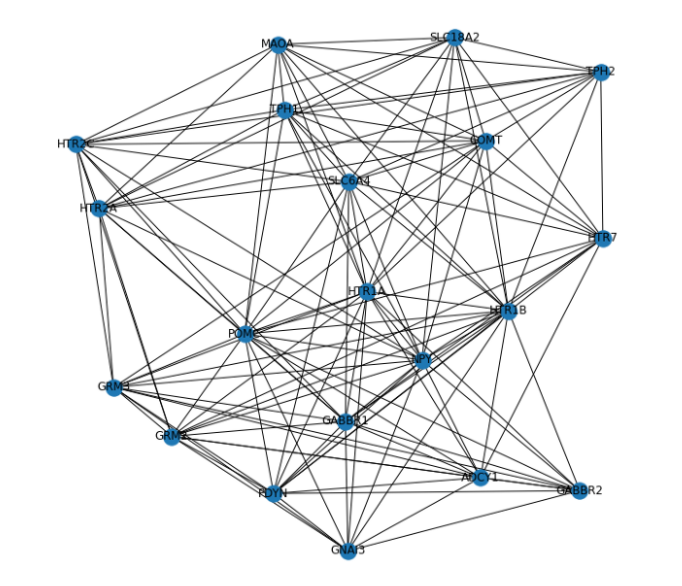 MAOA
SLC18A2
TPH2
TPH1
HTR2C
COMT
SLC6A4
HTR2A
HTR7
HTR1A
HTR1B
POMC
NPY
GRM3
GABBR1
GRM2
ADCY1
PDYN
GABBR2
GNAI3